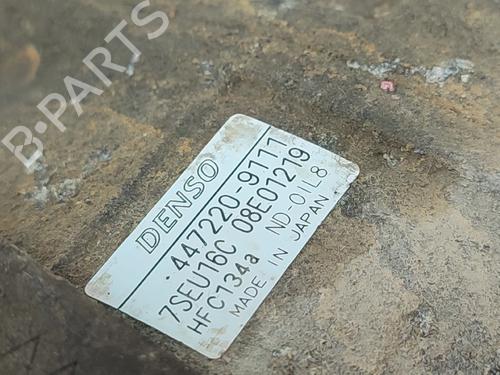 B-PARTS
DENSO
447220-9111
7SEU16C 08E01219
HFC134a ND-OIL8
MADE IN JAPAN